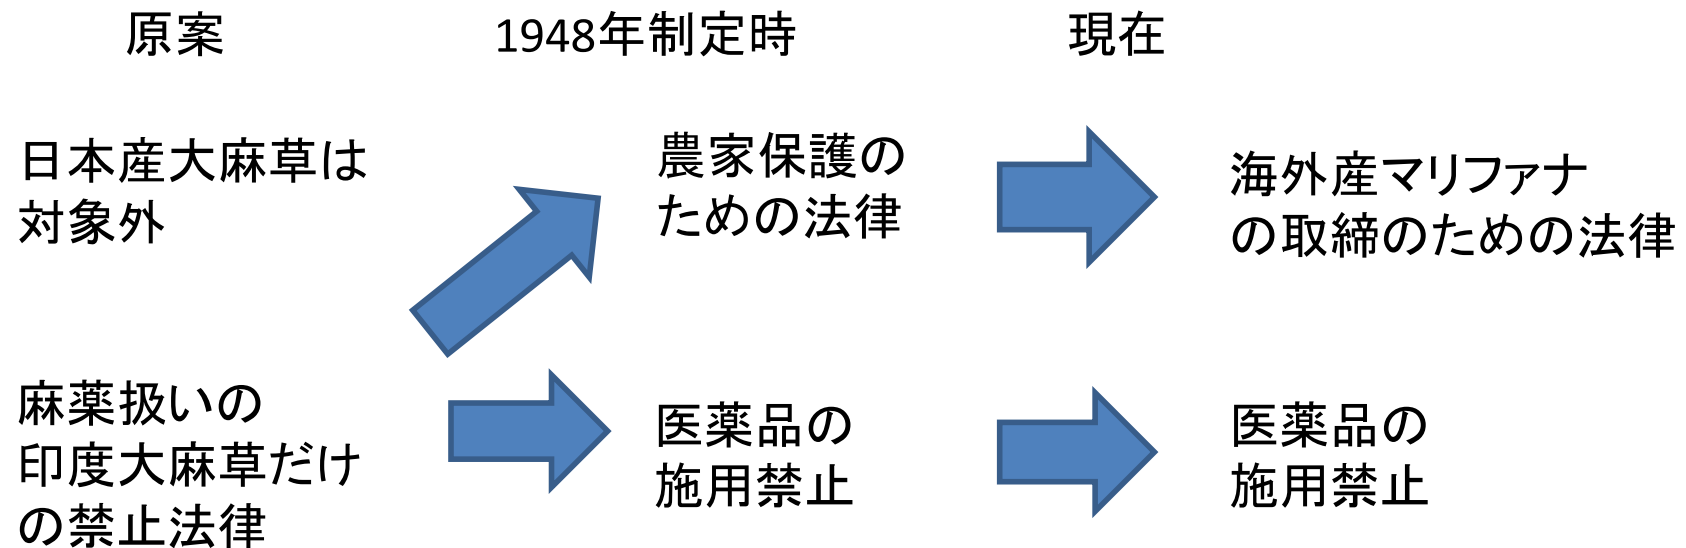 原案
1948年制定時
現在
日本産大麻草は
対象外
農家保護の
ための法律
海外産マリファナ
の取締のための法律
麻薬扱いの
印度大麻草だけ
の禁止法律
医薬品の
施用禁止
医薬品の
施用禁止